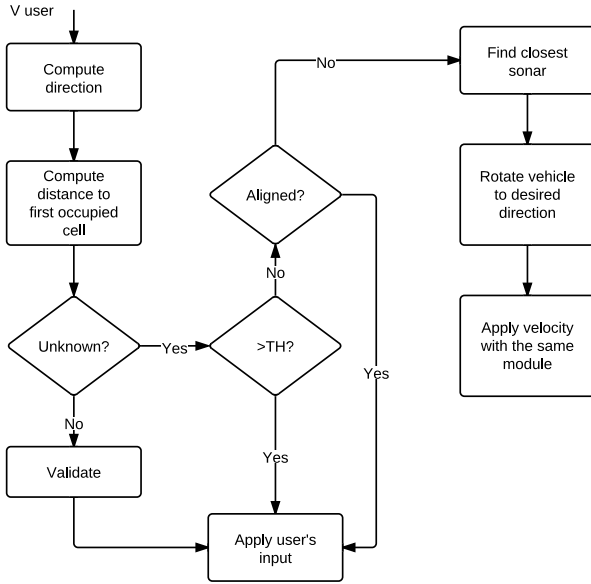 V user
Compute
direction
Compute
distance to
first occupied
cell
Unknown?
Yes
No
Validate
>TH?
No
Yes
Aligned?
No
Yes
Apply user's
input
Find closest
sonar
Rotate vehicle
to desired
direction
Apply velocity
with the same
module